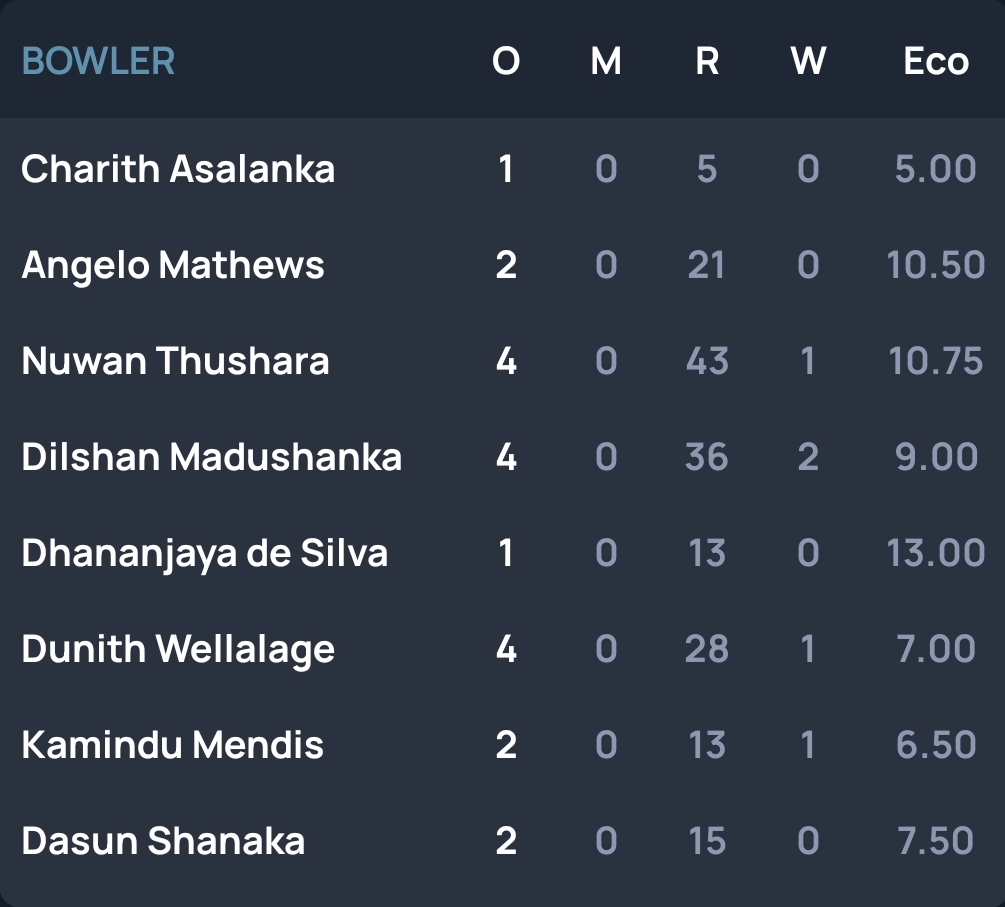 BOWLER O M R W Eco
Charith Asalanka 1 0 5 0 5.00
Angelo Mathews 2 0 21 0 10.50
Nuwan Thushara 4 0 43 1 10.75
Dilshan Madushanka 4 0 36 2 9.00
Dhananjaya de Silva 1 0 13 0 13.00
Dunith Wellalage 4 0 28 1 7.00
Kamindu Mendis 2 0 13 1 6.50
Dasun Shanaka 2 0 15 0 7.50